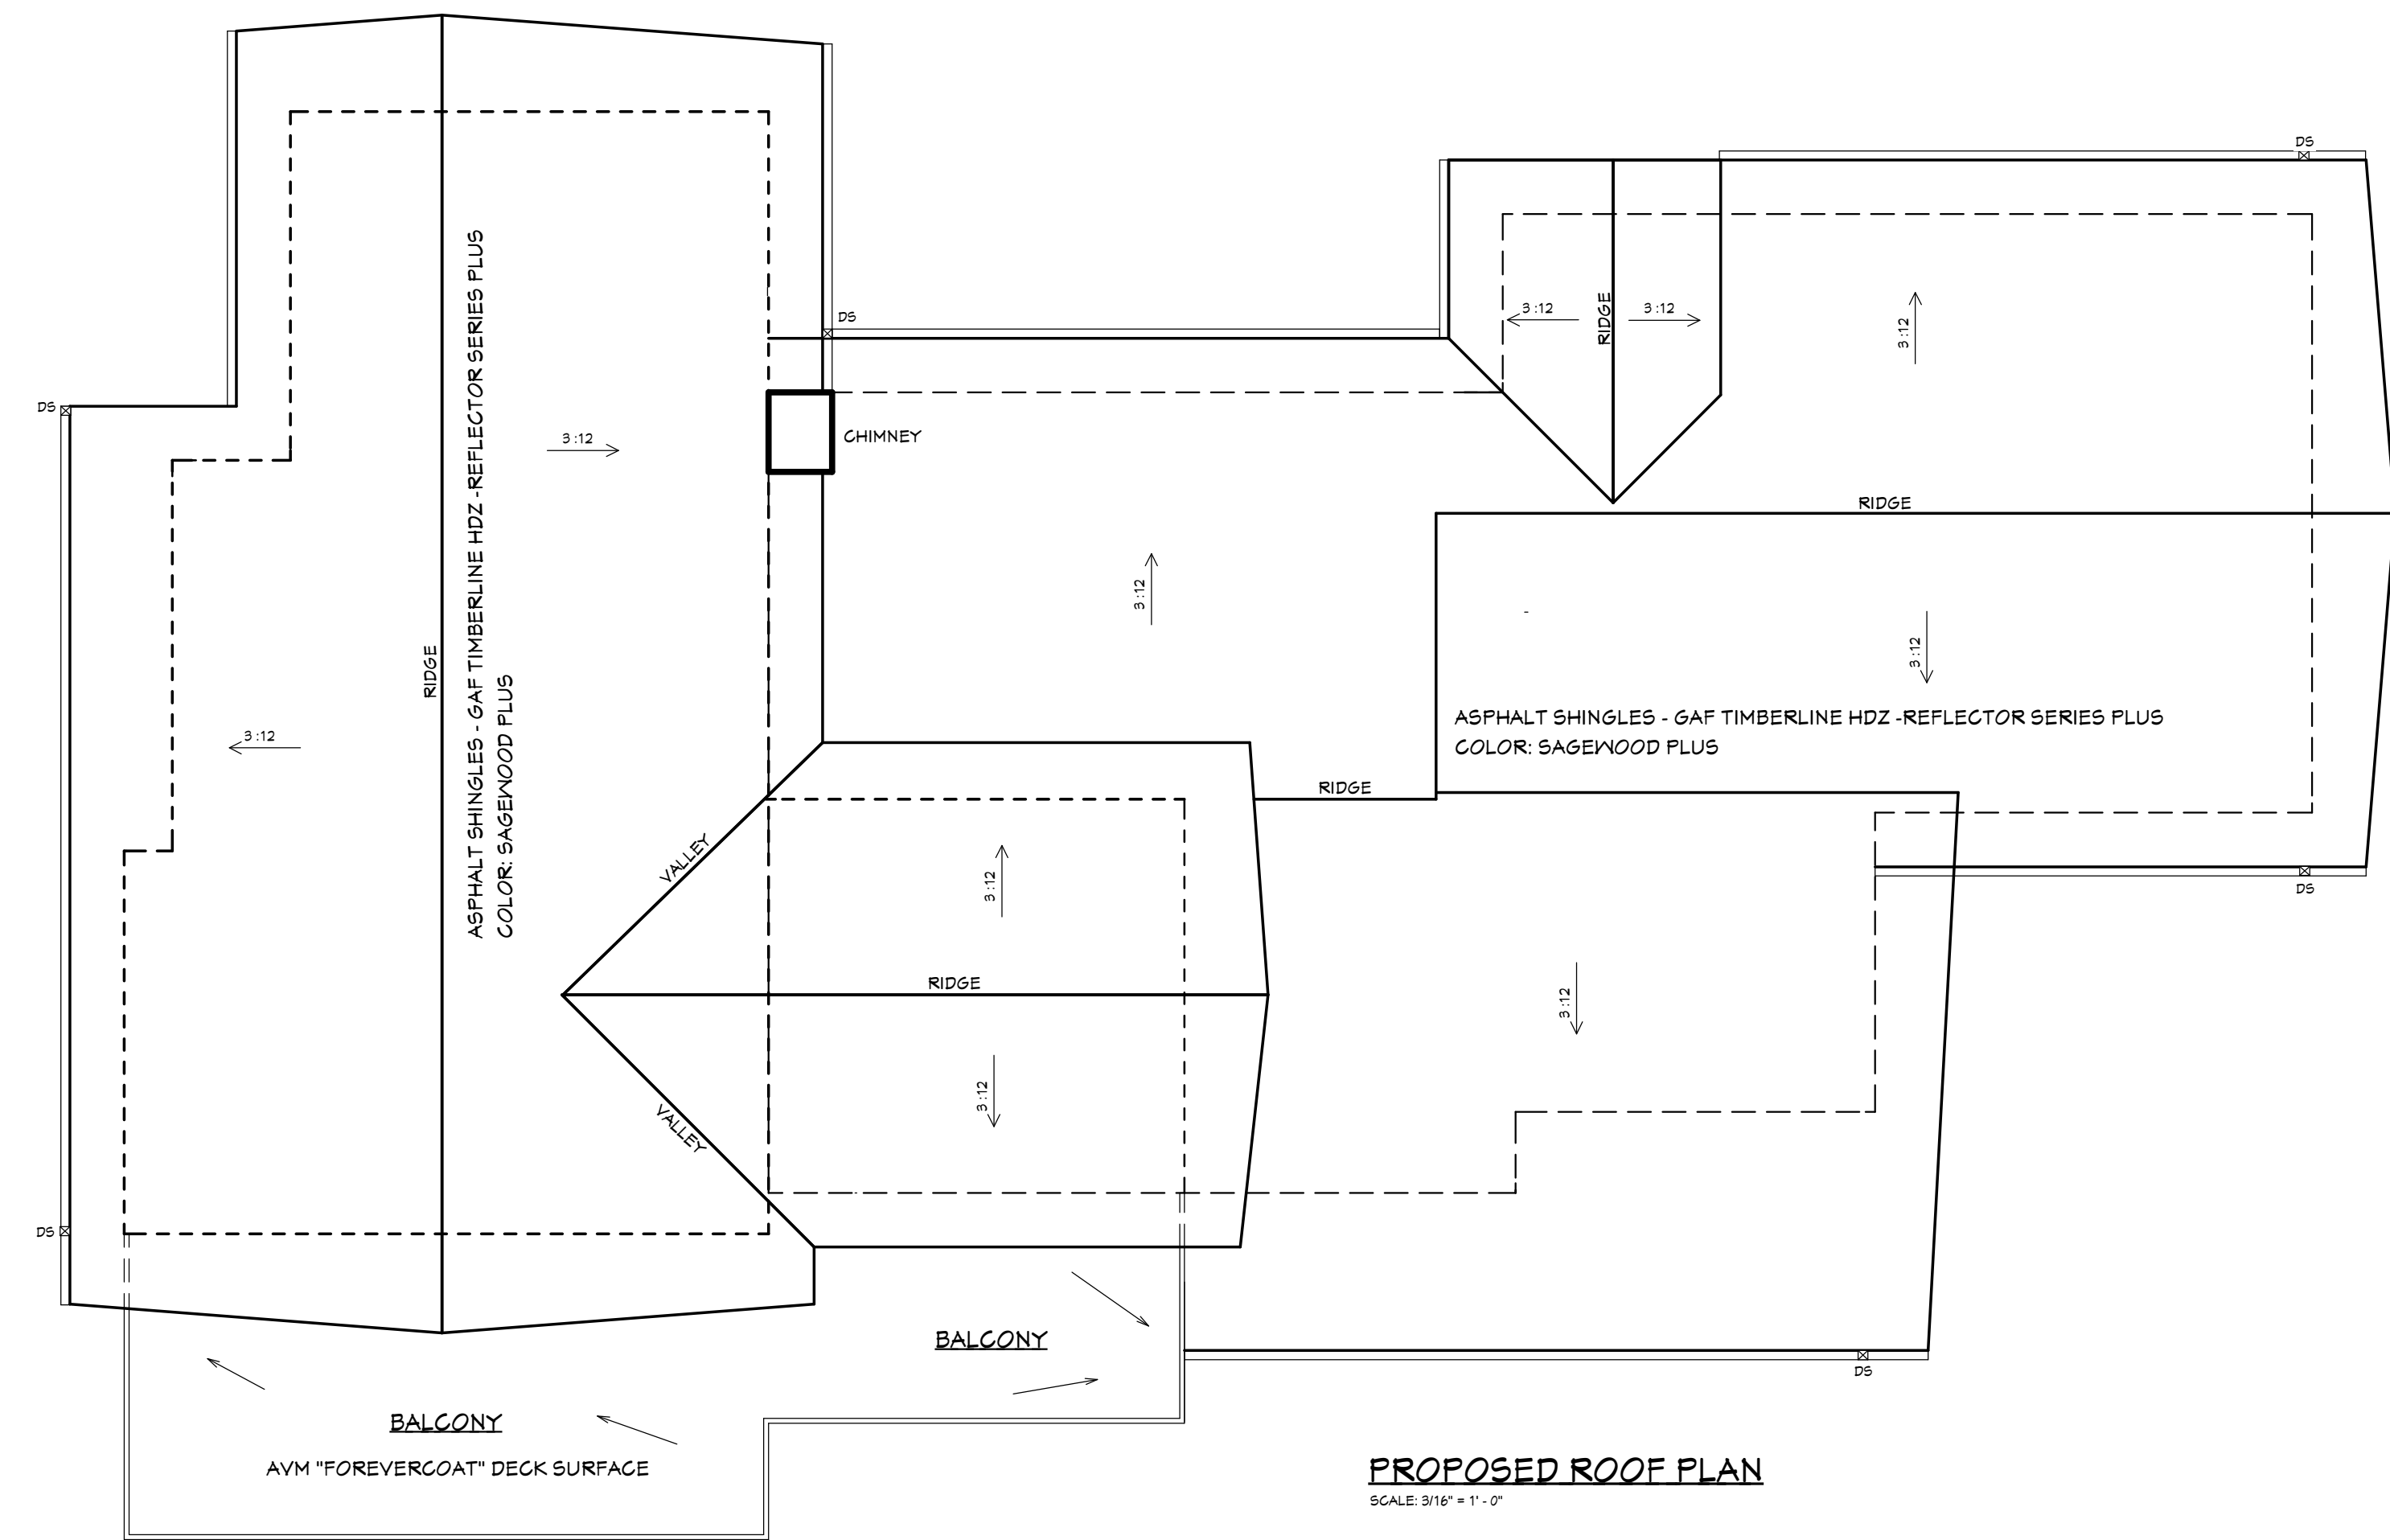 DS
DS
3:12
3:12
RIDGE
3:12
DS
DS
CHIMNEY
3:12
RIDGE
ASPHALT SHINGLES - GAF TIMBERLINE HDZ -REFLECTOR SERIES PLUS
COLOR: SAGEWOOD PLUS
RIDGE
3:12
3:12
3:12
ASPHALT SHINGLES - GAF TIMBERLINE HDZ -REFLECTOR SERIES PLUS
COLOR: SAGEWOOD PLUS
RIDGE
VALLEY
3:12
DS
RIDGE
3:12
3:12
VALLEY
DS
BALCONY
DS
BALCONY
AVM "FOREVERCOAT" DECK SURFACE
PROPOSED ROOF PLAN
SCALE: 3/16" = 1' - 0"